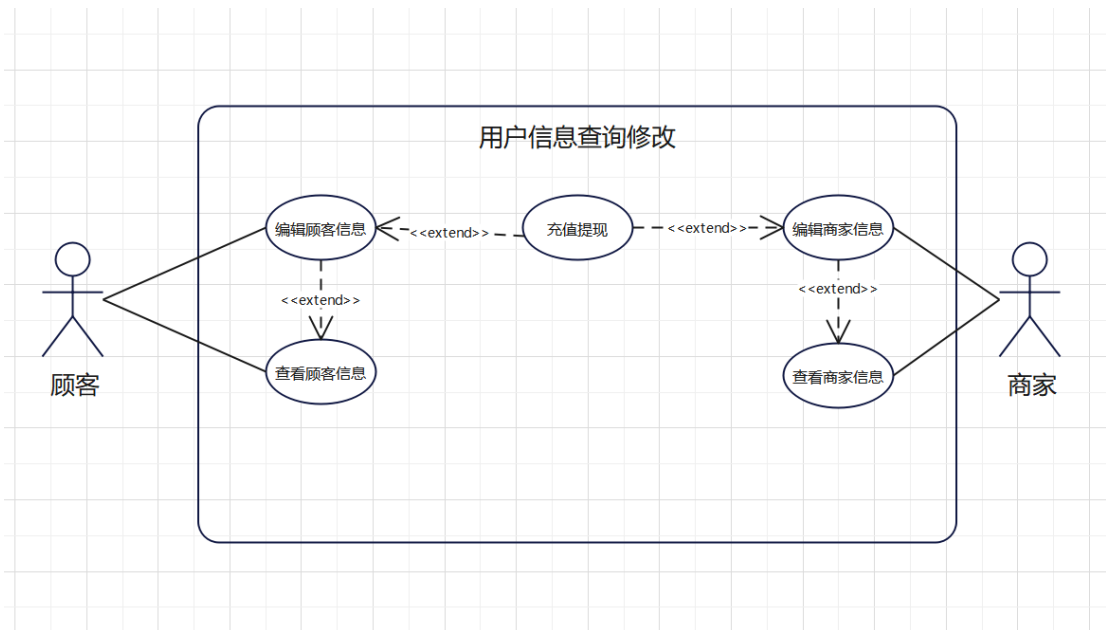 用户信息查询修改
编辑顾客信息
<<extend>>
充值提现
<<extend>>
编辑商家信息
<<extend>>
<<extend>>
查看顾客信息
查看商家信息
顾客
商家